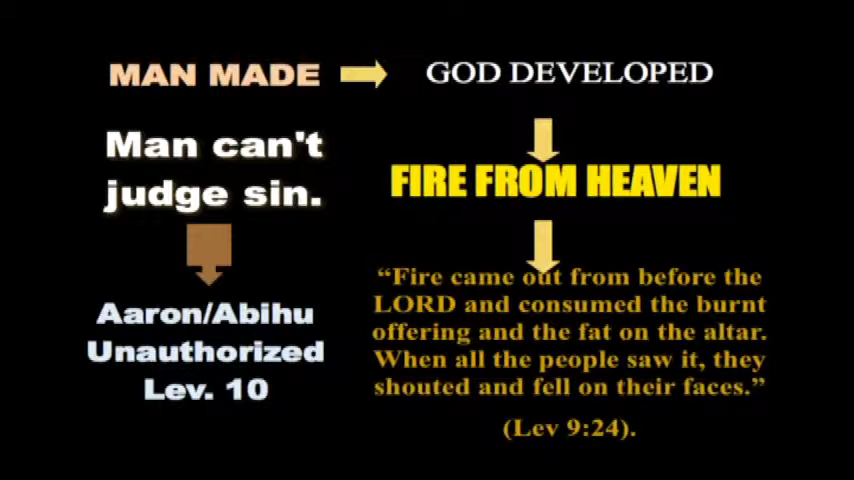 MAN MADE
GOD DEVELOPED
Man can't
judge sin.
FIRE FROM HEAVEN
Aaron/Abihu
Unauthorized
Lev. 10
“Fire came out from before the
LORD and consumed the burnt
offering and the fat on the altar.
When all the people saw it, they
shouted and fell on their faces.”
(Lev 9:24).